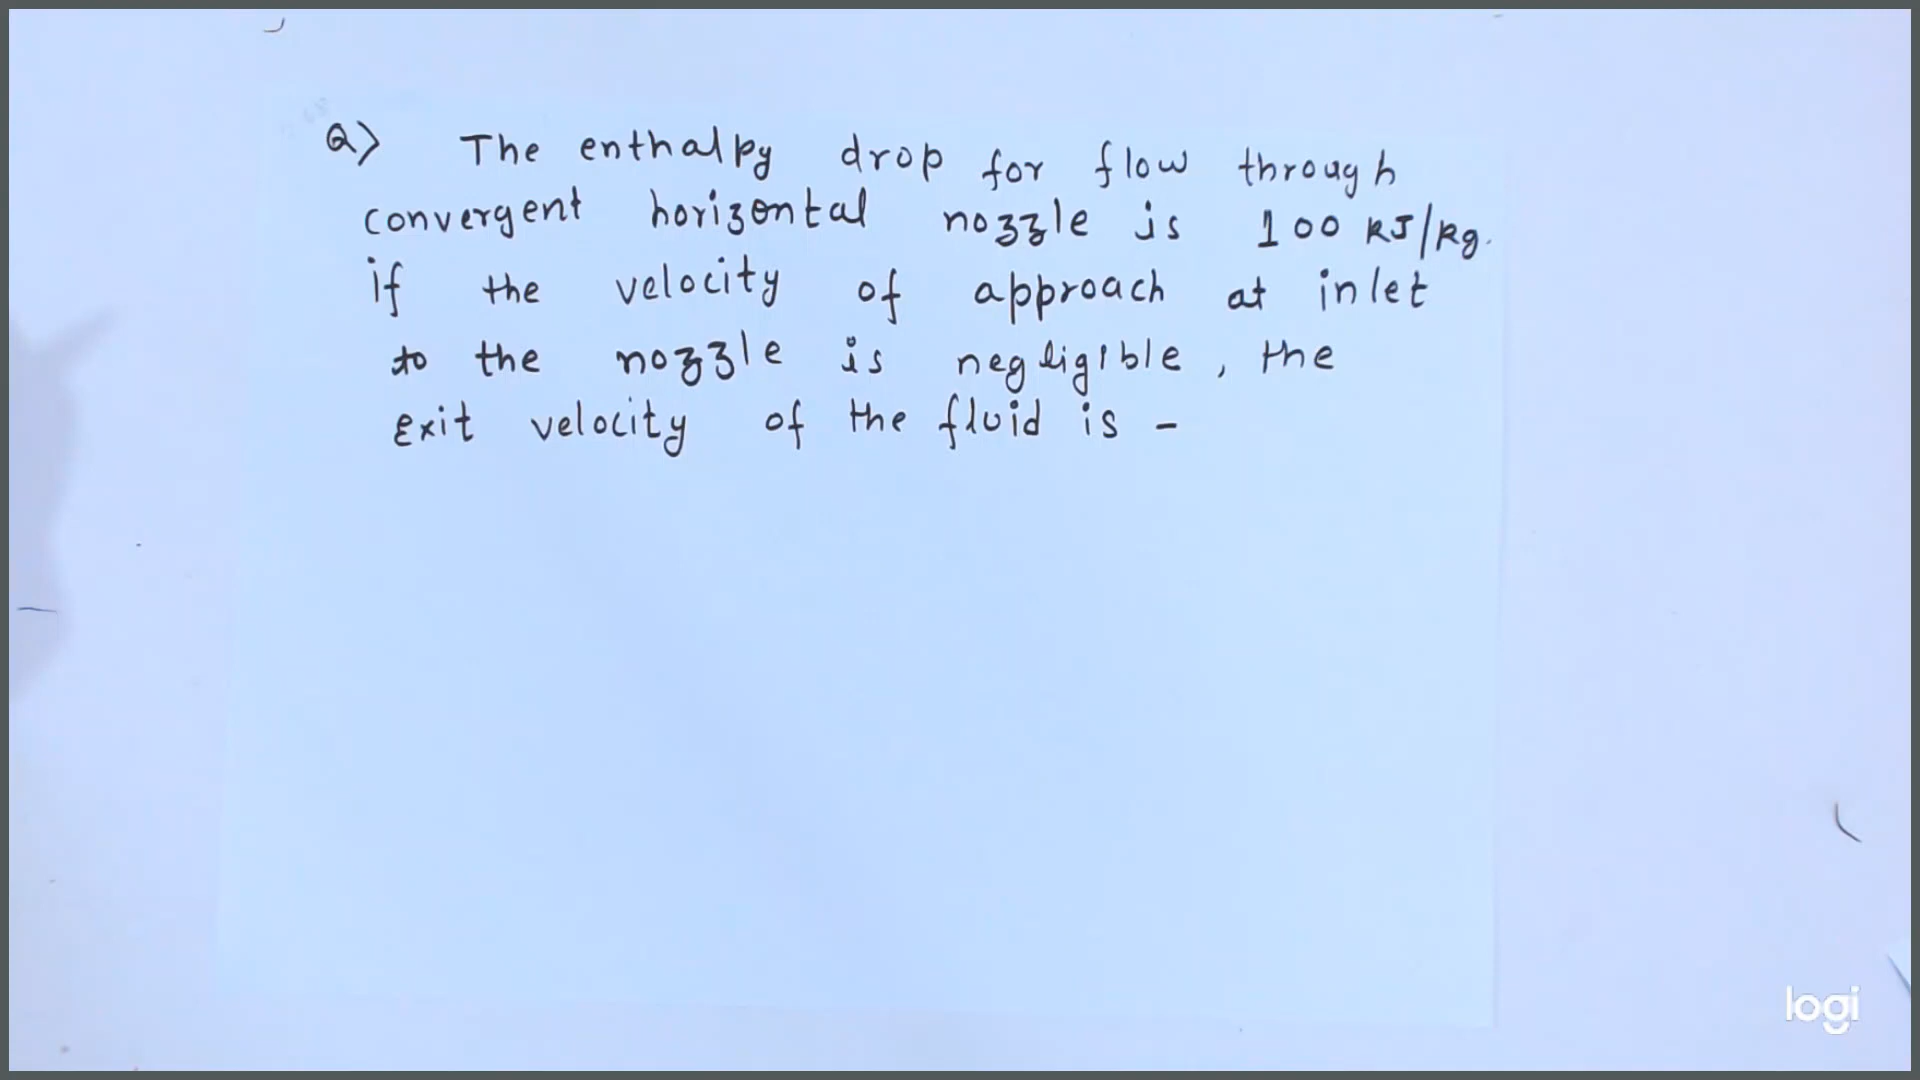 Q) The enthalpy drop for flow through
convergent horizontal nozzle is 100 KJ/Kg.
if the velocity of approach at inlet
to the nozzle is negligible, the
exit velocity of the fluid is -
logi